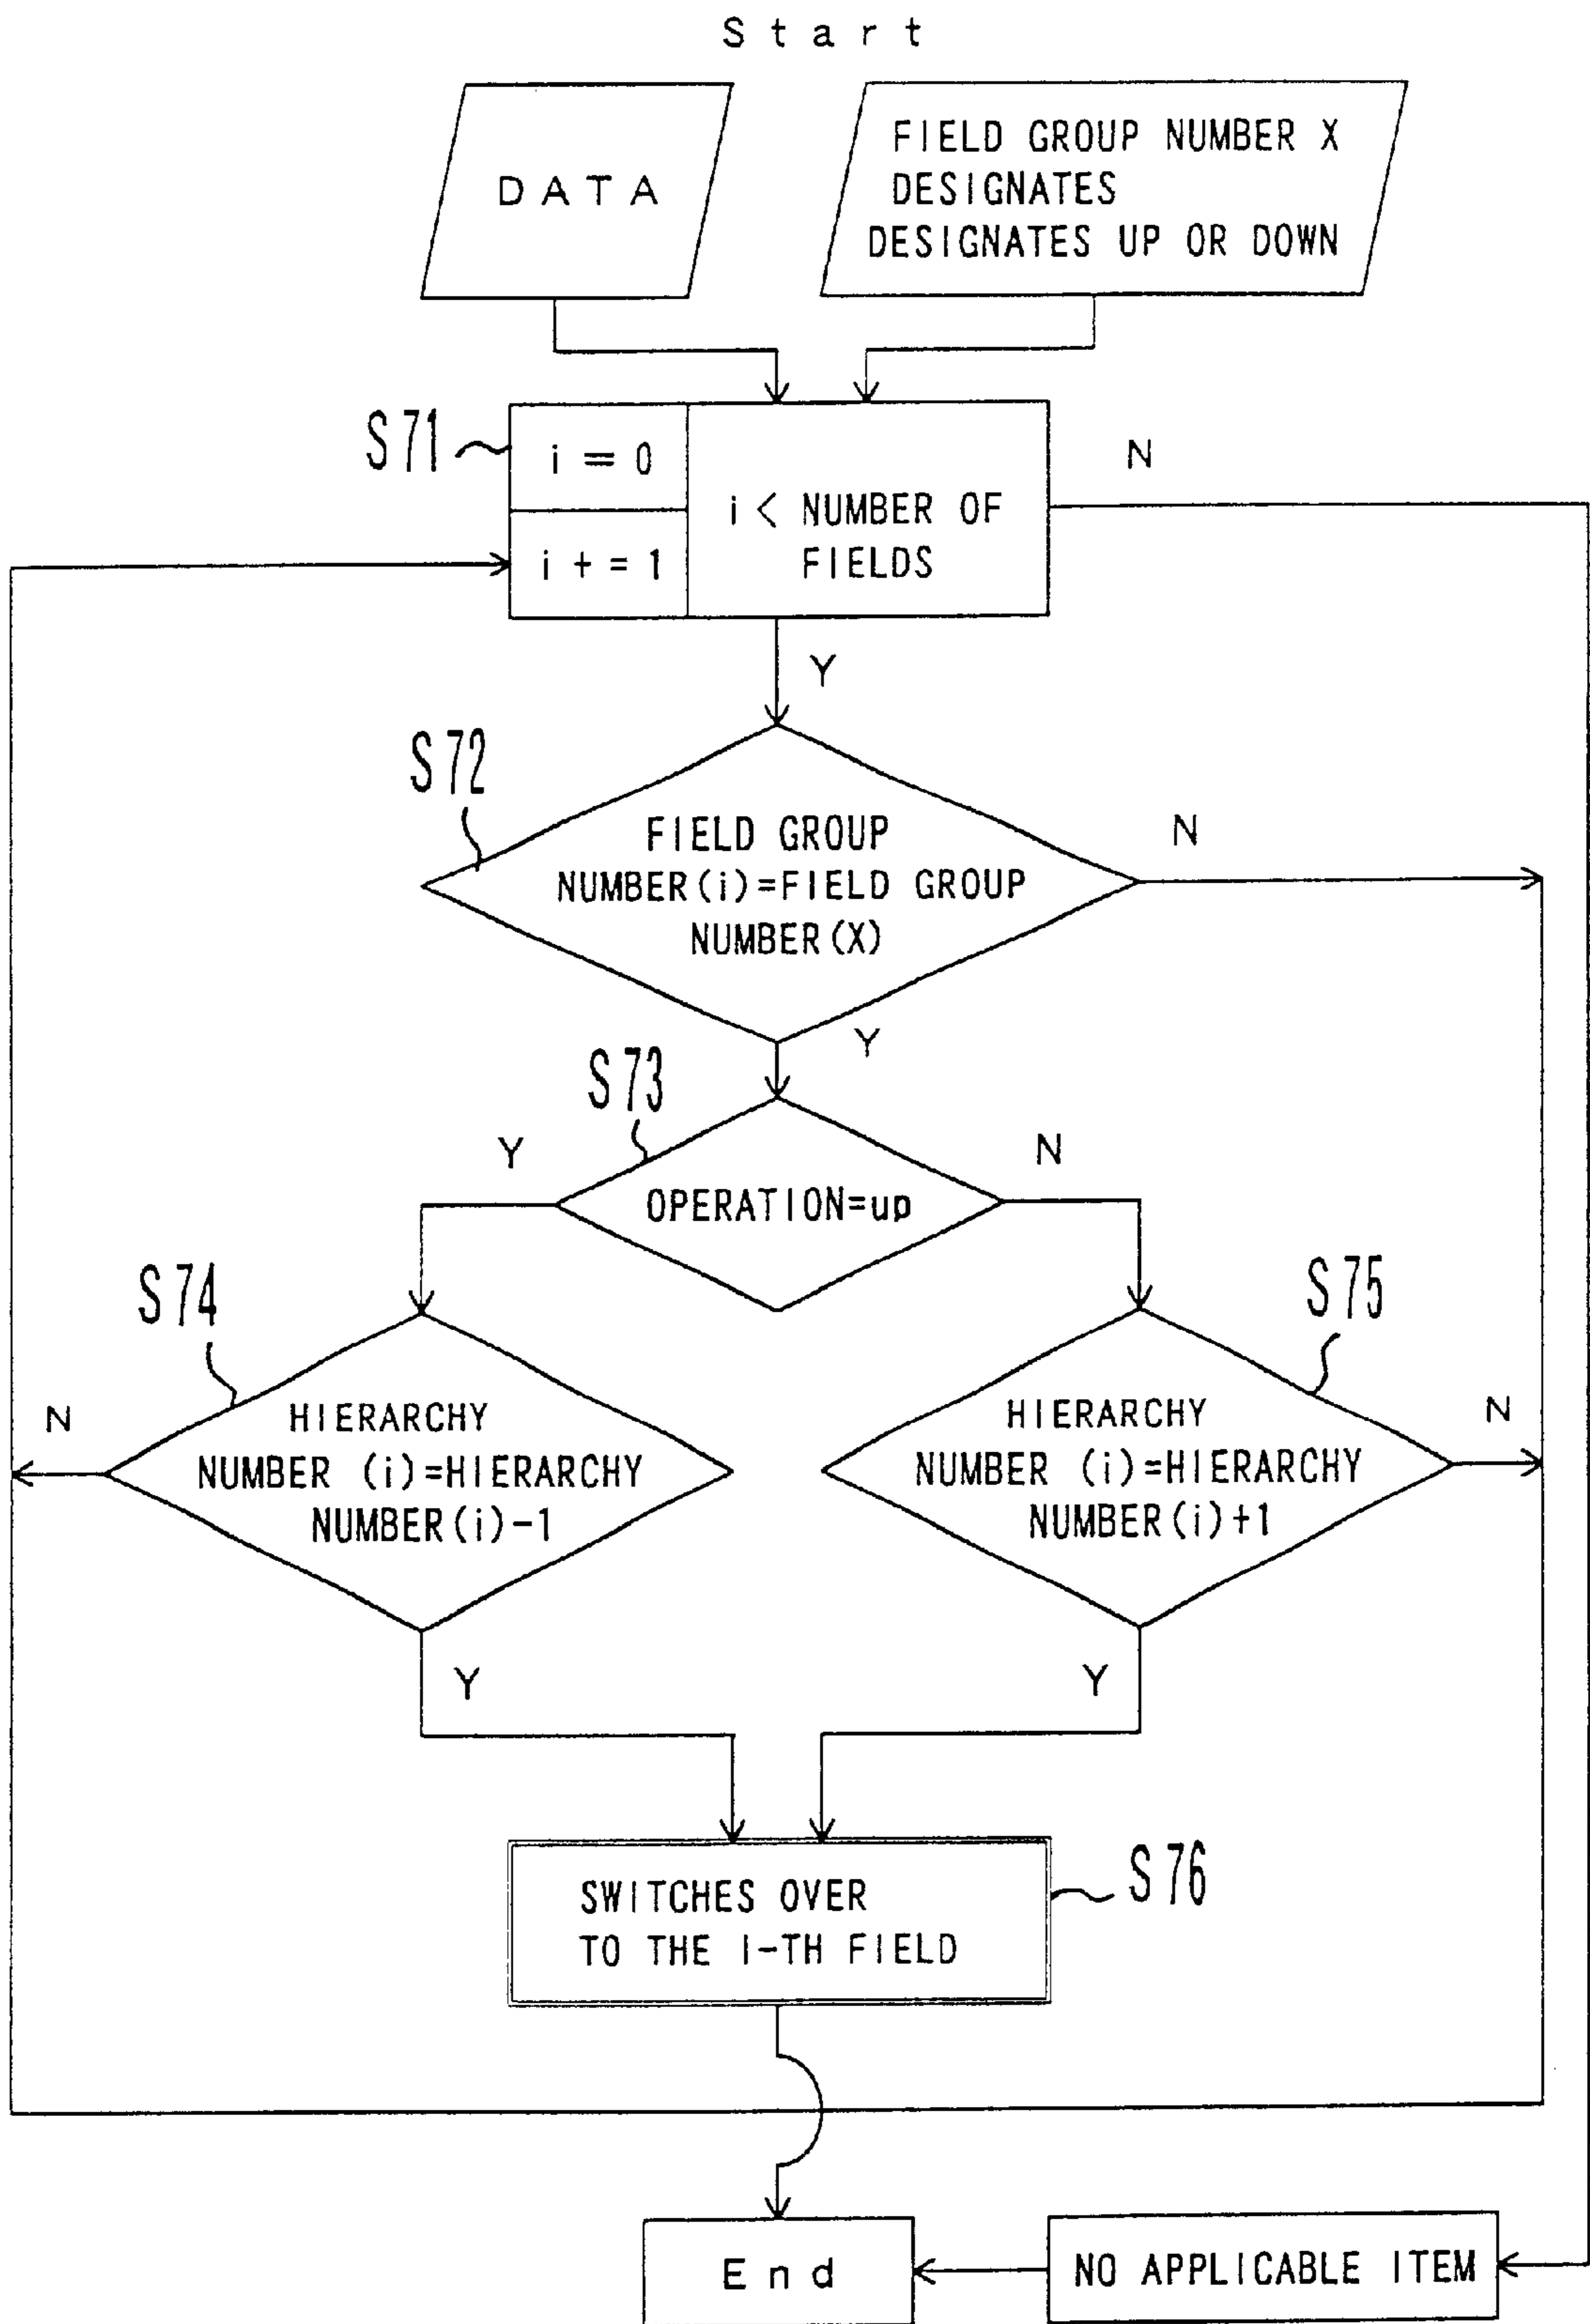 Start
DATA
FIELD GROUP NUMBER X
DESIGNATES
DESIGNATES UP OR DOWN
S71
i = 0
i + = 1
i < NUMBER OF
FIELDS
N
Y
S72
FIELD GROUP
NUMBER(i)=FIELD GROUP
NUMBER(X)
N
Y
S73
Y
OPERATION=up
N
S74
N
HIERARCHY
NUMBER (i)=HIERARCHY
NUMBER(i)-1
Y
S75
HIERARCHY
NUMBER (i)=HIERARCHY
NUMBER(i)+1
N
Y
SWITCHES OVER
TO THE I-TH FIELD
S76
End
NO APPLICABLE ITEM